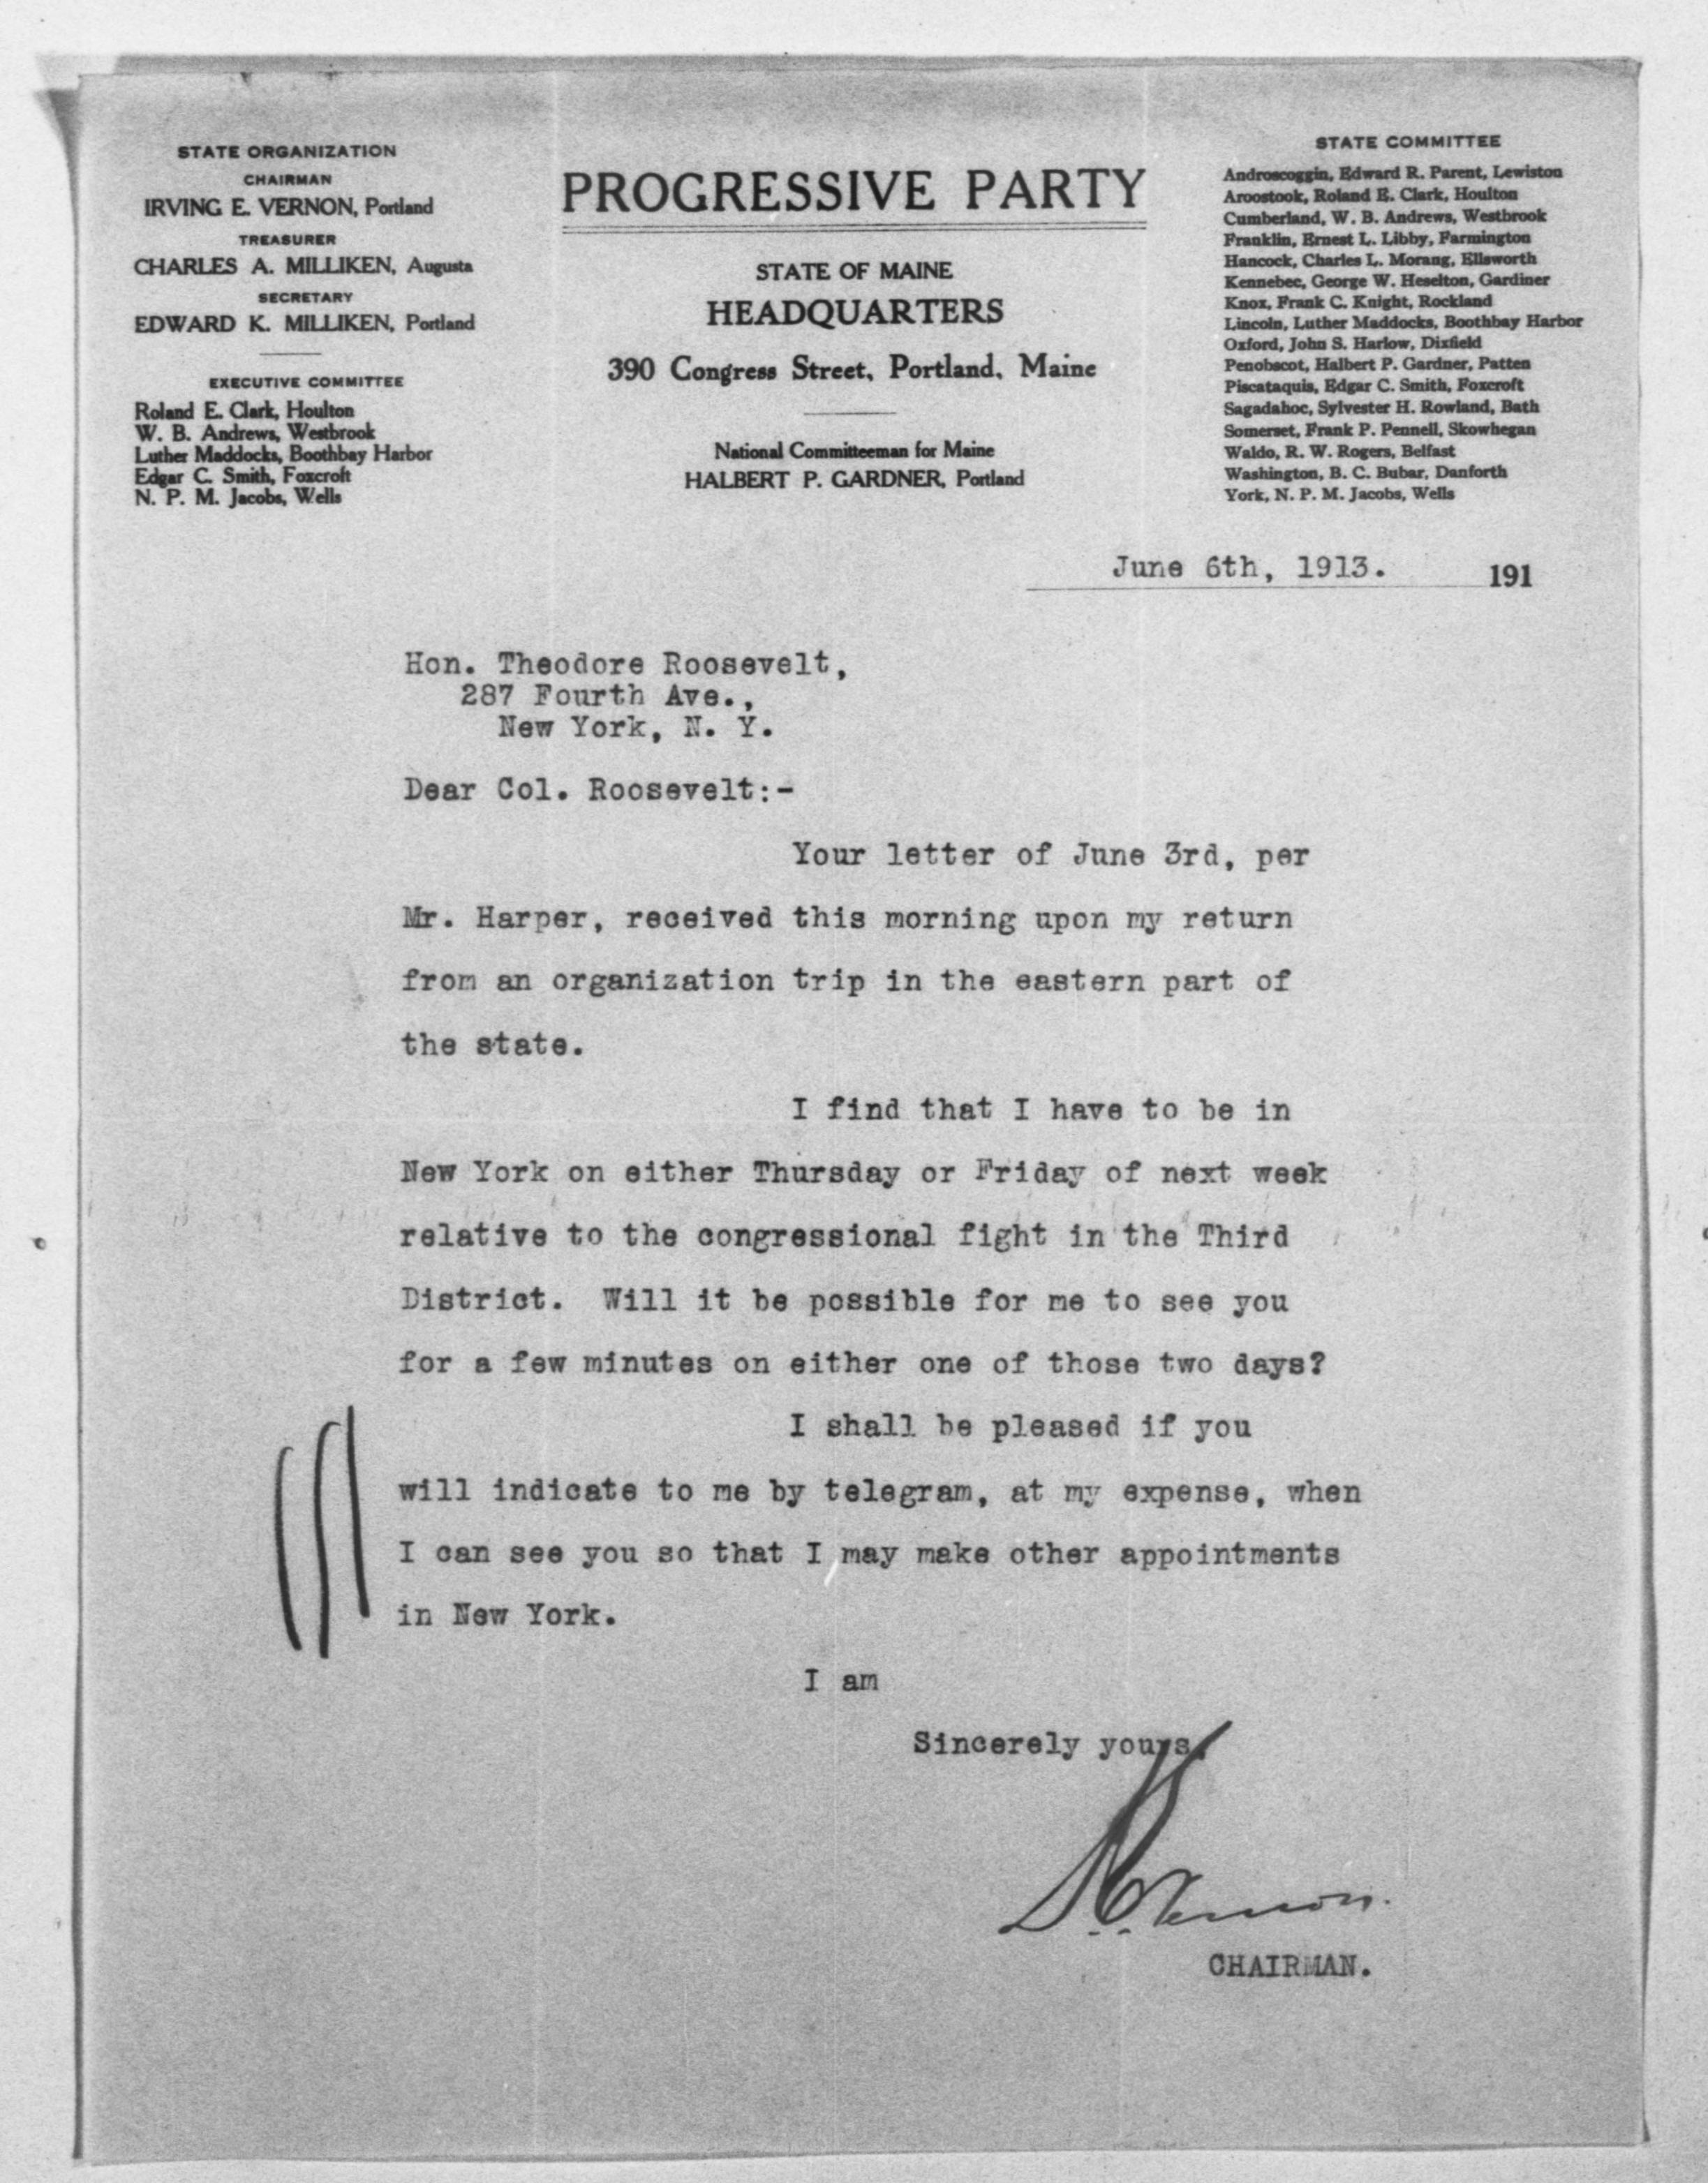 STATE ORGANIZATION
CHAIRMAN
IRVING E. VERNON, Portland
TREASURER
CHARLES A. MILLIKEN, Augusta
SECRETARY
EDWARD K. MILLIKEN, Portland
EXECUTIVE COMMITTEE
Roland E. Clark, Houlton
W. B. Andrews, Westbrook
Luther Maddocks, Boothbay Harbor
Edgar C. Smith, Foxcroft
N. P. M. Jacobs, Wells
PROGRESSIVE PARTY
STATE OF MAINE
HEADQUARTERS
390 Congress Street, Portland, Maine
National Committeeman for Maine
HALBERT P. GARDNER, Portland
STATE COMMITTEE
Androscoggin, Edward R. Parent, Lewiston
Aroostook, Roland E. Clark, Houlton
Cumberland, W. B. Andrews, Westbrook
Franklin, Ernest L. Libby, Farmington
Hancock, Charles L. Morang, Ellsworth
Kennebec, George W. Heselton, Gardiner
Knox, Frank C. Knight, Rockland
Lincoln, Luther Maddocks, Boothbay Harbor
Oxford, John S. Harlow, Dixfield
Penobscot, Halbert P. Gardner, Patten
Piscataquis, Edgar C. Smith, Foxcroft
Sagadahoc, Sylvester H. Rowland, Bath
Somerset, Frank P. Pennell, Skowhegan
Waldo, R. W. Rogers, Belfast
Washington, B. C. Bubar, Danforth
York, N. P. M. Jacobs, Wells
June 6th, 1913. 191
Hon. Theodore Roosevelt,
287 Fourth Ave.,
New York, N. Y.
Dear Col. Roosevelt:-
Your letter of June 3rd, per
Mr. Harper, received this morning upon my return
from an organization trip in the eastern part of
the state.
I find that I have to be in
New York on either Thursday or Friday of next week
relative to the congressional fight in the Third
District. Will it be possible for me to see you
for a few minutes on either one of those two days?
I shall be pleased if you
will indicate to me by telegram, at my expense, when
I can see you so that I may make other appointments
in New York.
I am
Sincerely yours,
Vernon.
CHAIRMAN.